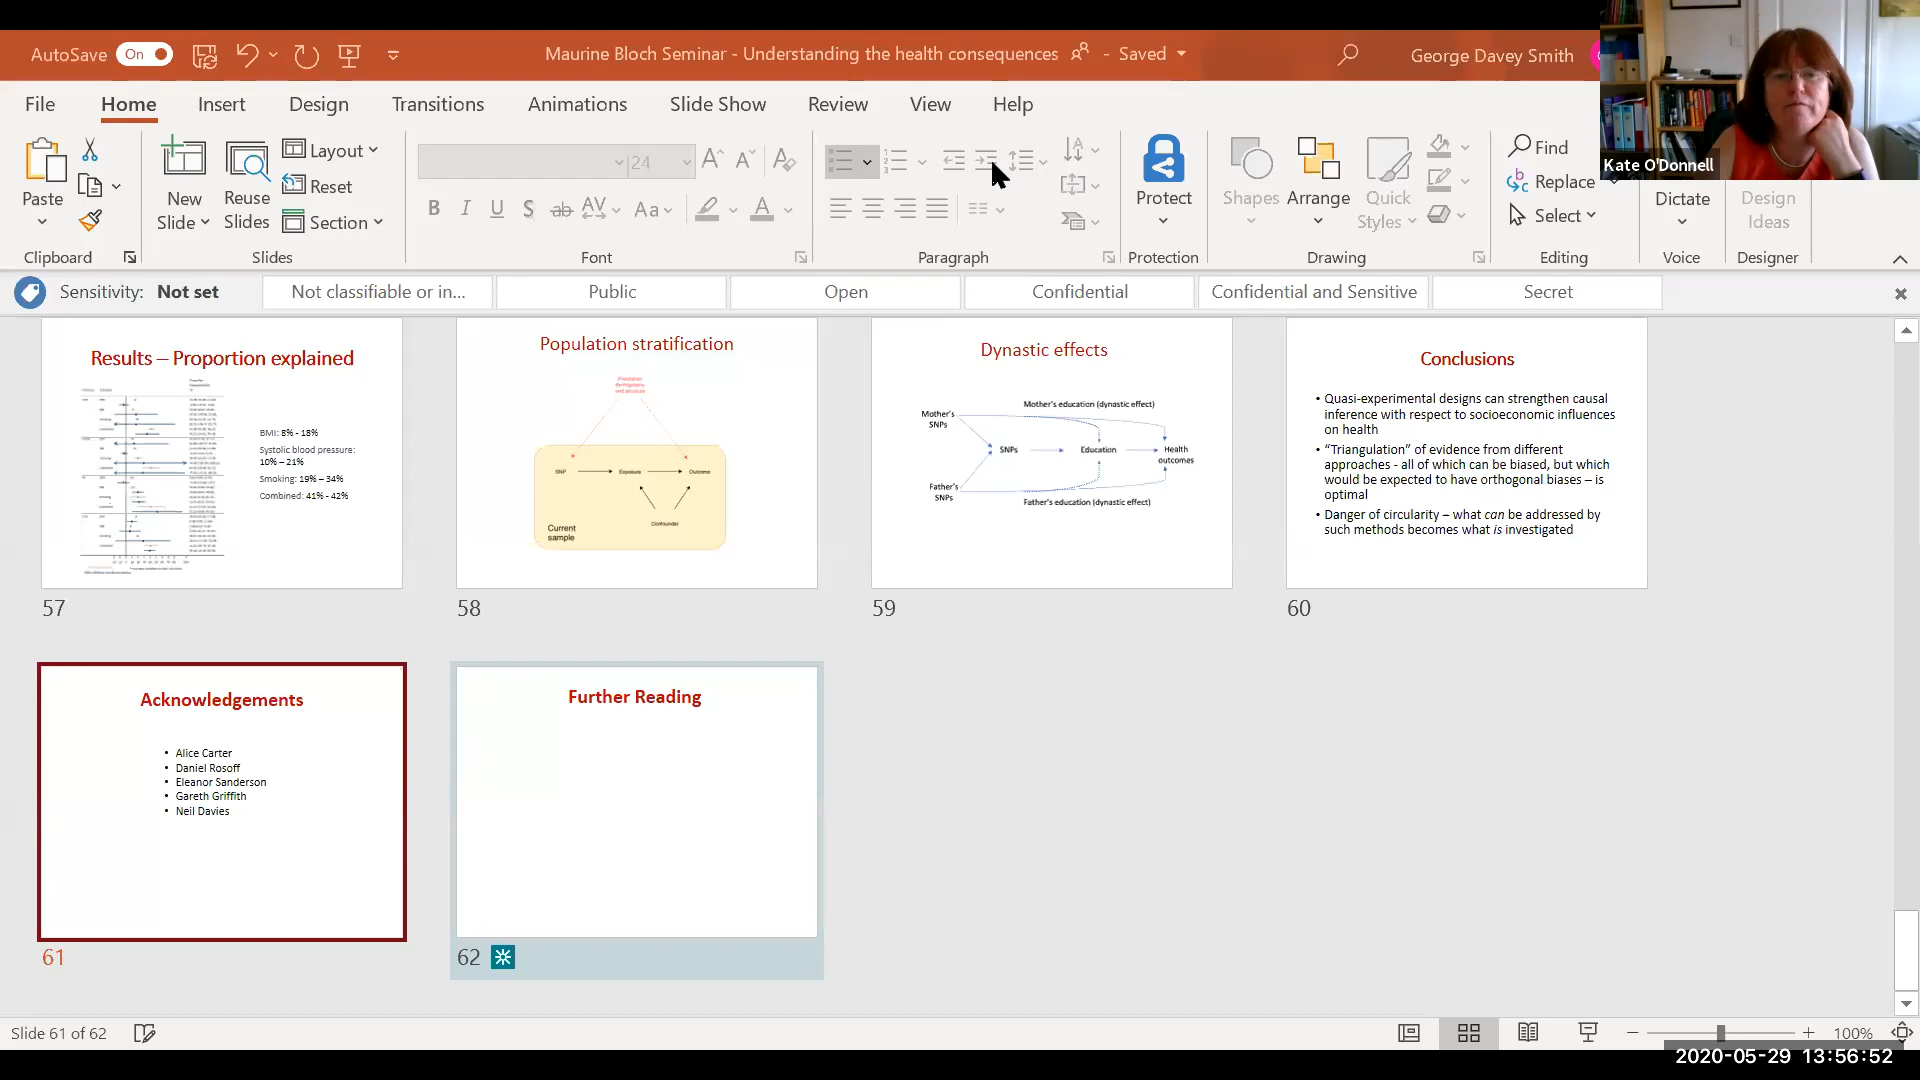 AutoSave On
Maurine Bloch Seminar - Understanding the health consequences - Saved
George Davey Smith
File Home Insert Design Transitions Animations Slide Show Review View Help
Kate O'Donnell
Paste
New Slide
Reuse Slides
Layout
Reset
Section
24
B I U S ab AV Aa A
Protect
Shapes
Arrange
Quick Styles
Find
Replace
Select
Dictate
Design Ideas
Clipboard Slides Font Paragraph Protection Drawing Editing Voice Designer
Sensitivity: Not set Not classifiable or in... Public Open Confidential Confidential and Sensitive Secret
Results – Proportion explained
BMI: 8% - 18%
Systolic blood pressure:
10% – 21%
Smoking: 19% – 34%
Combined: 41% - 42%
57
Population stratification
SNP Exposure Outcome
Confounder
Current
sample
58
Dynastic effects
Mother's education (dynastic effect)
Mother's
SNPs
SNPs Education Health
outcomes
Father's
SNPs
Father's education (dynastic effect)
59
Conclusions
• Quasi-experimental designs can strengthen causal
inference with respect to socioeconomic influences
on health
• “Triangulation” of evidence from different
approaches - all of which can be biased, but which
would be expected to have orthogonal biases – is
optimal
• Danger of circularity – what can be addressed by
such methods becomes what is investigated
60
Acknowledgements
• Alice Carter
• Daniel Rosoff
• Eleanor Sanderson
• Gareth Griffith
• Neil Davies
61
Further Reading
62
Slide 61 of 62
100%
2020-05-29 13:56:52